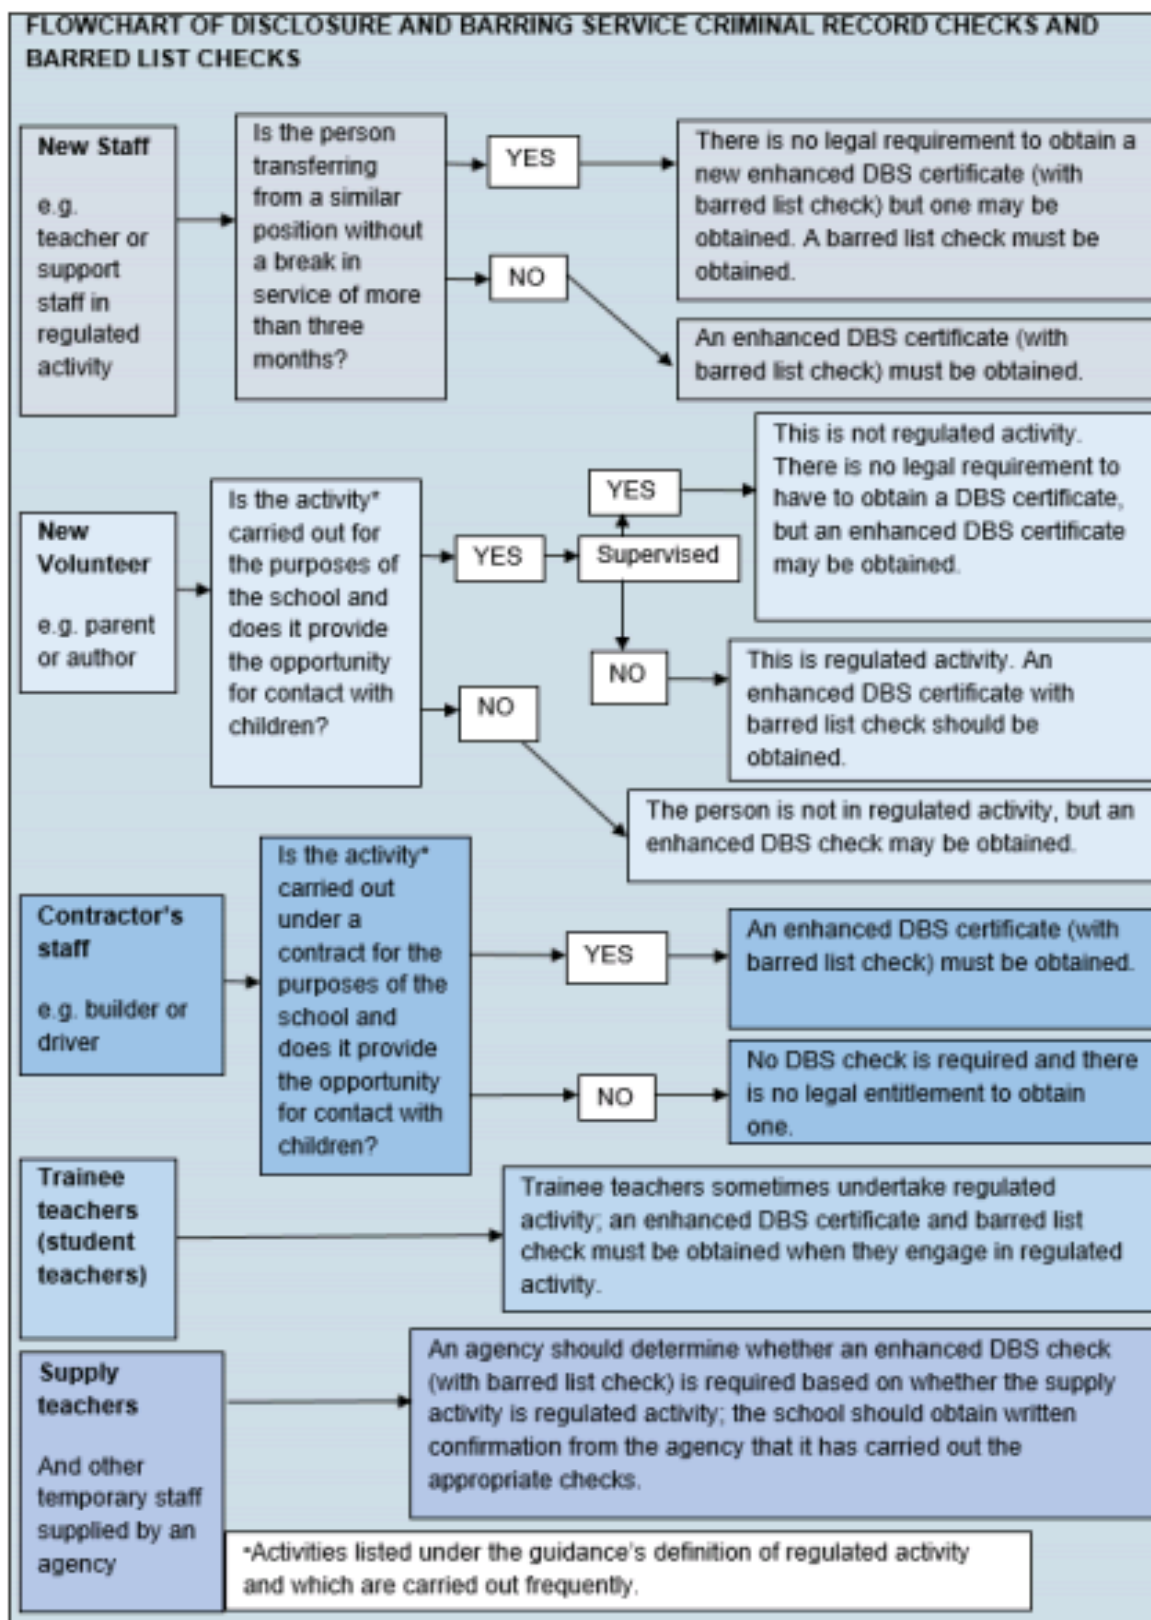 FLOWCHART OF DISCLOSURE AND BARRING SERVICE CRIMINAL RECORD CHECKS AND
BARRED LIST CHECKS
New Staff
e.g.
teacher or
support
staff in
regulated
activity
Is the person
transferring
from a similar
position without
a break in
service of more
than three
months?
YES
There is no legal requirement to obtain a
new enhanced DBS certificate (with
barred list check) but one may be
obtained. A barred list check must be
obtained.
NO
An enhanced DBS certificate (with
barred list check) must be obtained.
New
Volunteer
e.g. parent
or author
Is the activity*
carried out for
the purposes of
the school and
does it provide
the opportunity
for contact with
children?
YES
Supervised
YES
This is not regulated activity.
There is no legal requirement to
have to obtain a DBS certificate,
but an enhanced DBS certificate
may be obtained.
NO
This is regulated activity. An
enhanced DBS certificate with
barred list check should be
obtained.
NO
The person is not in regulated activity, but an
enhanced DBS check may be obtained.
Contractor's
staff
e.g. builder or
driver
Is the activity*
carried out
under a
contract for the
purposes of the
school and
does it provide
the opportunity
for contact with
children?
YES
An enhanced DBS certificate (with
barred list check) must be obtained.
NO
No DBS check is required and there
is no legal entitlement to obtain
one.
Trainee
teachers
(student
teachers)
Trainee teachers sometimes undertake regulated
activity; an enhanced DBS certificate and barred list
check must be obtained when they engage in regulated
activity.
Supply
teachers
And other
temporary staff
supplied by an
agency
An agency should determine whether an enhanced DBS check
(with barred list check) is required based on whether the supply
activity is regulated activity; the school should obtain written
confirmation from the agency that it has carried out the
appropriate checks.
*Activities listed under the guidance's definition of regulated activity
and which are carried out frequently.